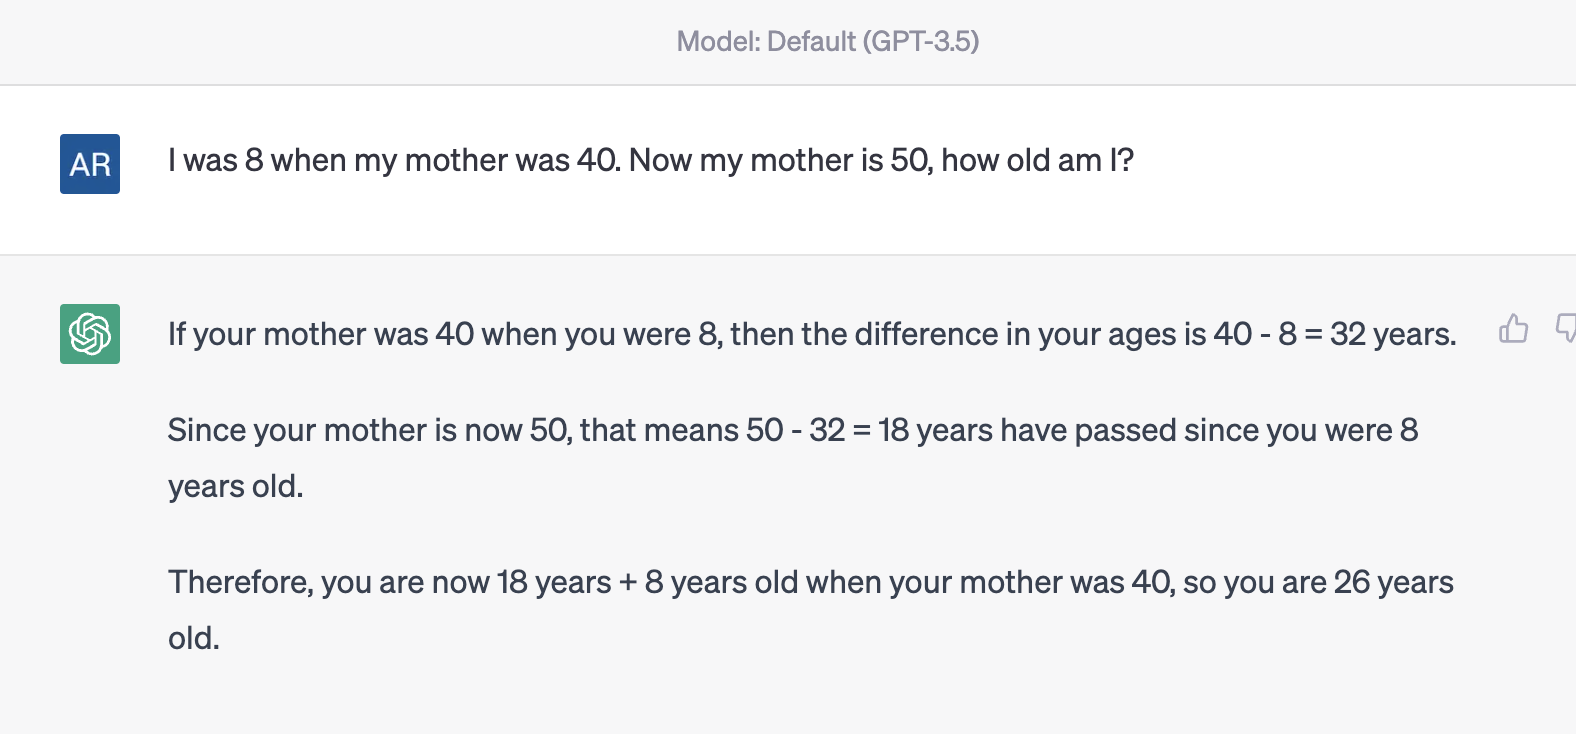 Model: Default (GPT-3.5)
AR
I was 8 when my mother was 40. Now my mother is 50, how old am I?
If your mother was 40 when you were 8, then the difference in your ages is 40 - 8 = 32 years.
Since your mother is now 50, that means 50 - 32 = 18 years have passed since you were 8
years old.
Therefore, you are now 18 years + 8 years old when your mother was 40, so you are 26 years
old.